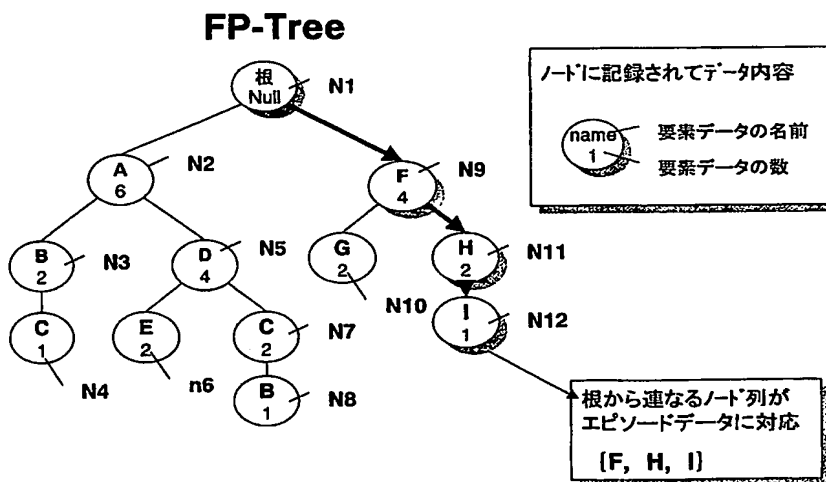 FP-Tree
根
Null
N1
A
6
N2
F
4
N9
B
2
N3
D
4
N5
G
2
N10
H
2
N11
C
1
N4
E
2
n6
C
2
N7
I
1
N12
B
1
N8
ノードに記録されてデータ内容
name
1
要素データの名前
要素データの数
根から連なるノード列が
エピソードデータに対応
[F, H, I]